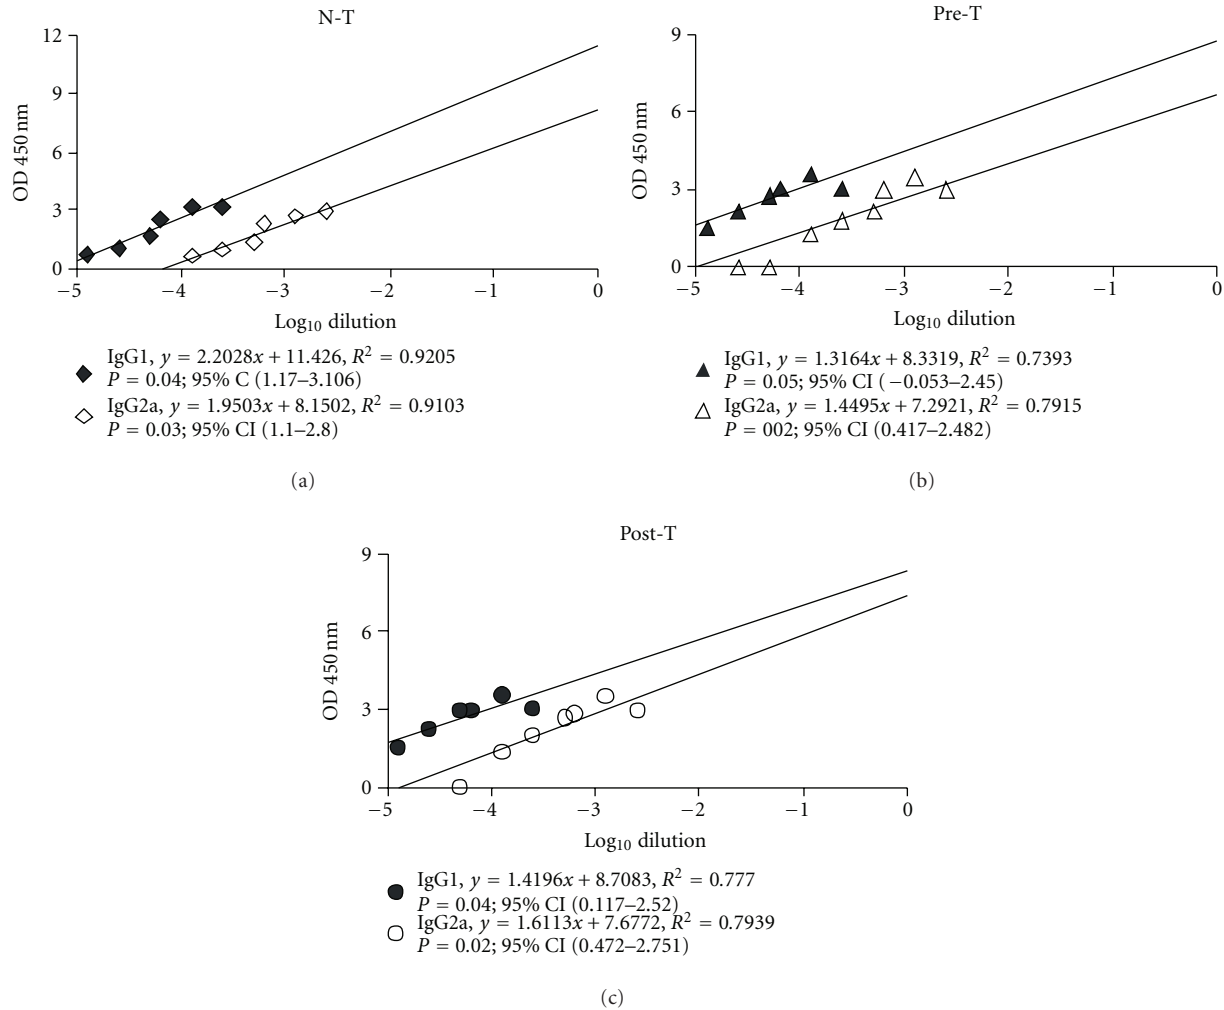 N-T
12
9
6
3
0
OD 450 nm
−5 −4 −3 −2 −1 0
Log10 dilution
IgG1, y = 2.2028x + 11.426, R2 = 0.9205
P = 0.04; 95% C (1.17–3.106)
IgG2a, y = 1.9503x + 8.1502, R2 = 0.9103
P = 0.03; 95% CI (1.1–2.8)
(a)
Pre-T
9
6
3
0
OD 450 nm
−5 −4 −3 −2 −1 0
Log10 dilution
IgG1, y = 1.3164x + 8.3319, R2 = 0.7393
P = 0.05; 95% CI (−0.053–2.45)
IgG2a, y = 1.4495x + 7.2921, R2 = 0.7915
P = 002; 95% CI (0.417–2.482)
(b)
Post-T
9
6
3
0
OD 450 nm
−5 −4 −3 −2 −1 0
Log10 dilution
IgG1, y = 1.4196x + 8.7083, R2 = 0.777
P = 0.04; 95% CI (0.117–2.52)
IgG2a, y = 1.6113x + 7.6772, R2 = 0.7939
P = 0.02; 95% CI (0.472–2.751)
(c)